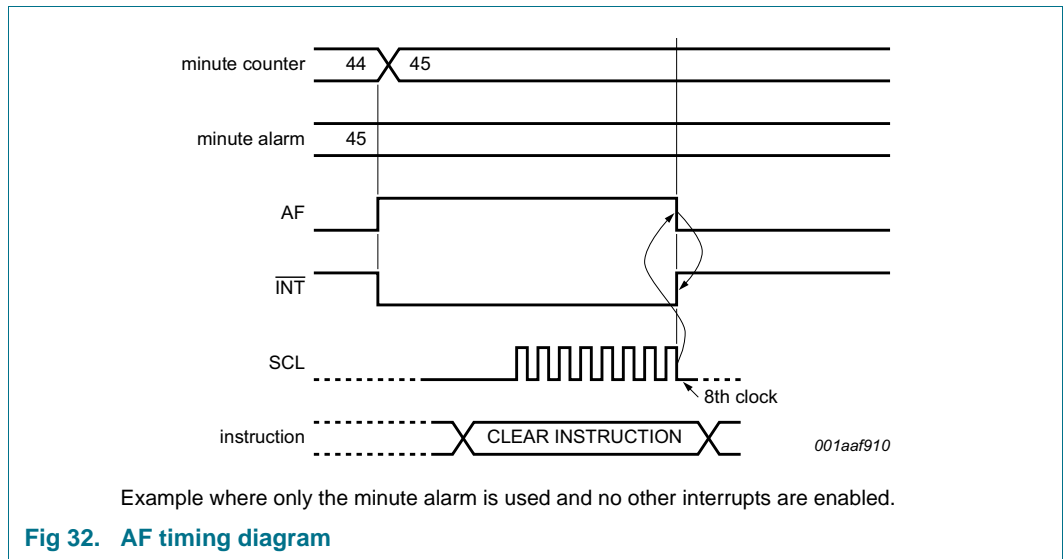 minute counter 44 45
minute alarm 45
AF
INT
SCL
8th clock
instruction CLEAR INSTRUCTION
001aaf910
Example where only the minute alarm is used and no other interrupts are enabled.
Fig 32. AF timing diagram